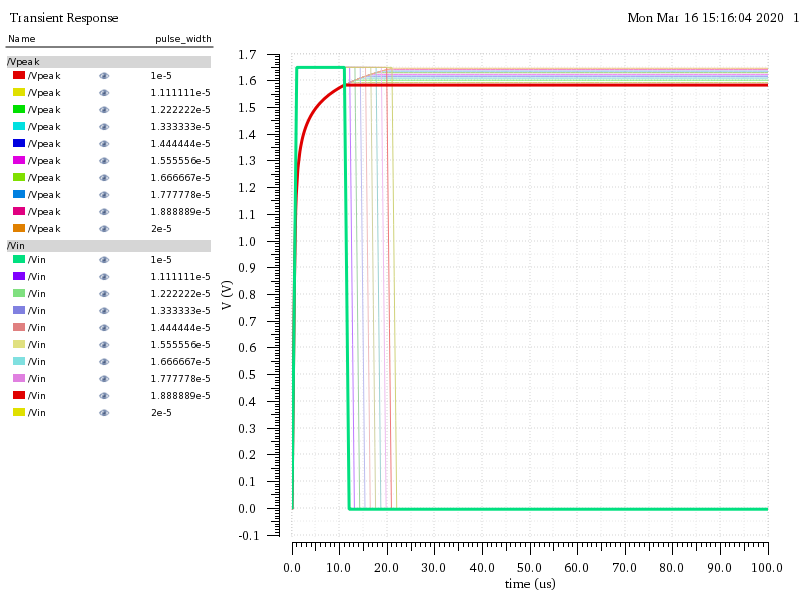 Transient Response
Mon Mar 16 15:16:04 2020 1
Name pulse_width
/Vpeak
/Vpeak 1e-5
/Vpeak 1.111111e-5
/Vpeak 1.222222e-5
/Vpeak 1.333333e-5
/Vpeak 1.444444e-5
/Vpeak 1.555556e-5
/Vpeak 1.666667e-5
/Vpeak 1.777778e-5
/Vpeak 1.888889e-5
/Vpeak 2e-5
/Vin
/Vin 1e-5
/Vin 1.111111e-5
/Vin 1.222222e-5
/Vin 1.333333e-5
/Vin 1.444444e-5
/Vin 1.555556e-5
/Vin 1.666667e-5
/Vin 1.777778e-5
/Vin 1.888889e-5
/Vin 2e-5
V (V)
1.7
1.6
1.5
1.4
1.3
1.2
1.1
1.0
0.9
0.8
0.7
0.6
0.5
0.4
0.3
0.2
0.1
0.0
-0.1
0.0 10.0 20.0 30.0 40.0 50.0 60.0 70.0 80.0 90.0 100.0
time (us)